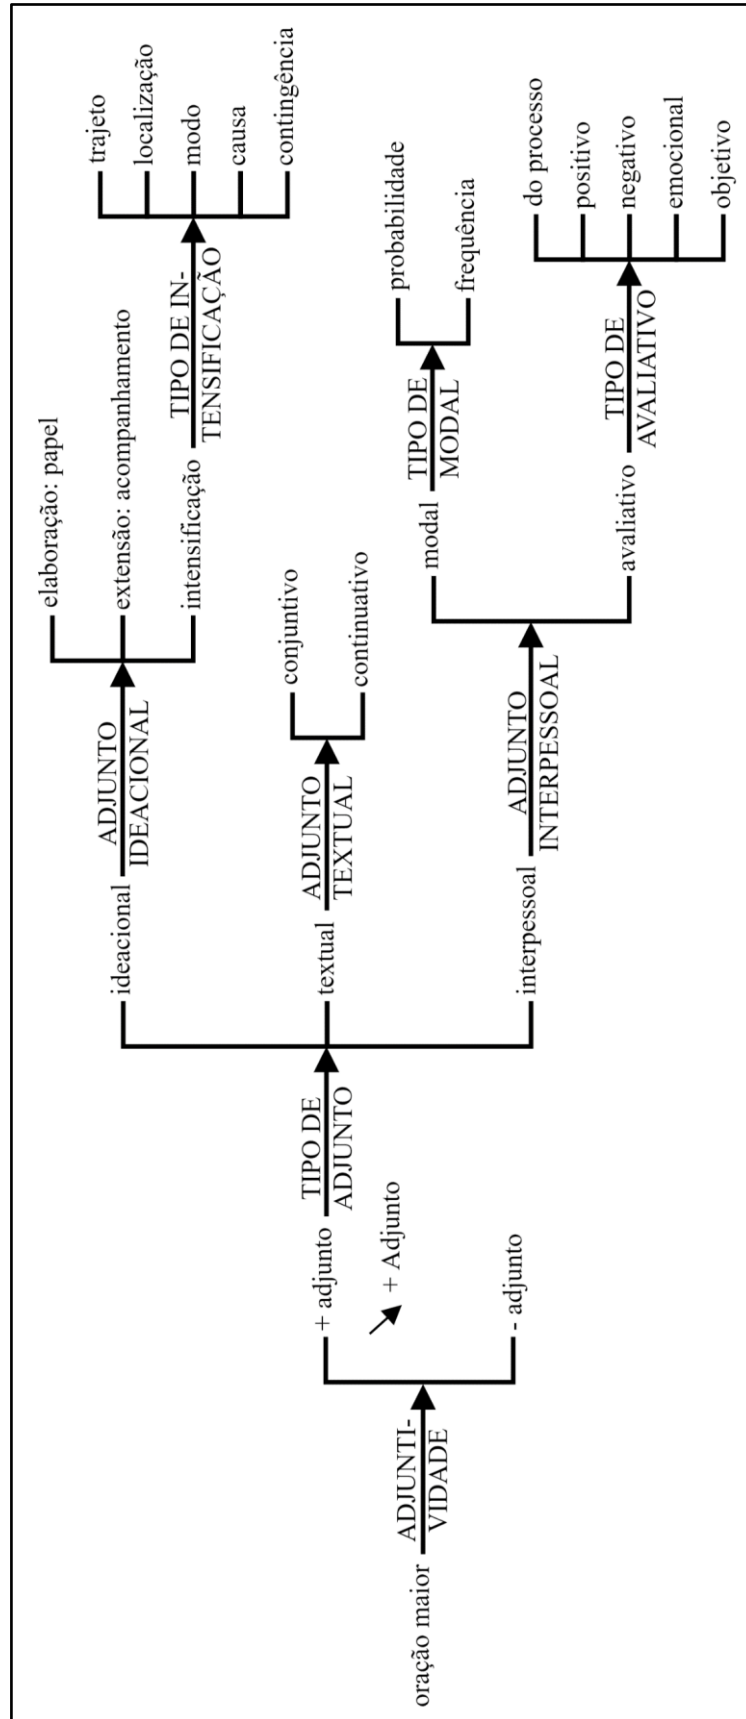 oração maior
ADJUNTI-
VIDADE
+ adjunto
+ Adjunto
- adjunto
TIPO DE
ADJUNTO
ideacional
textual
interpessoal
ADJUNTO
IDEACIONAL
elaboração: papel
extensão: acompanhamento
intensificação
TIPO DE IN-
TENSIFICAÇÃO
trajeto
localização
modo
causa
contingência
ADJUNTO
TEXTUAL
conjuntivo
continuativo
ADJUNTO
INTERPESSOAL
modal
avaliativo
TIPO DE
MODAL
probabilidade
frequência
TIPO DE
AVALIATIVO
do processo
positivo
negativo
emocional
objetivo